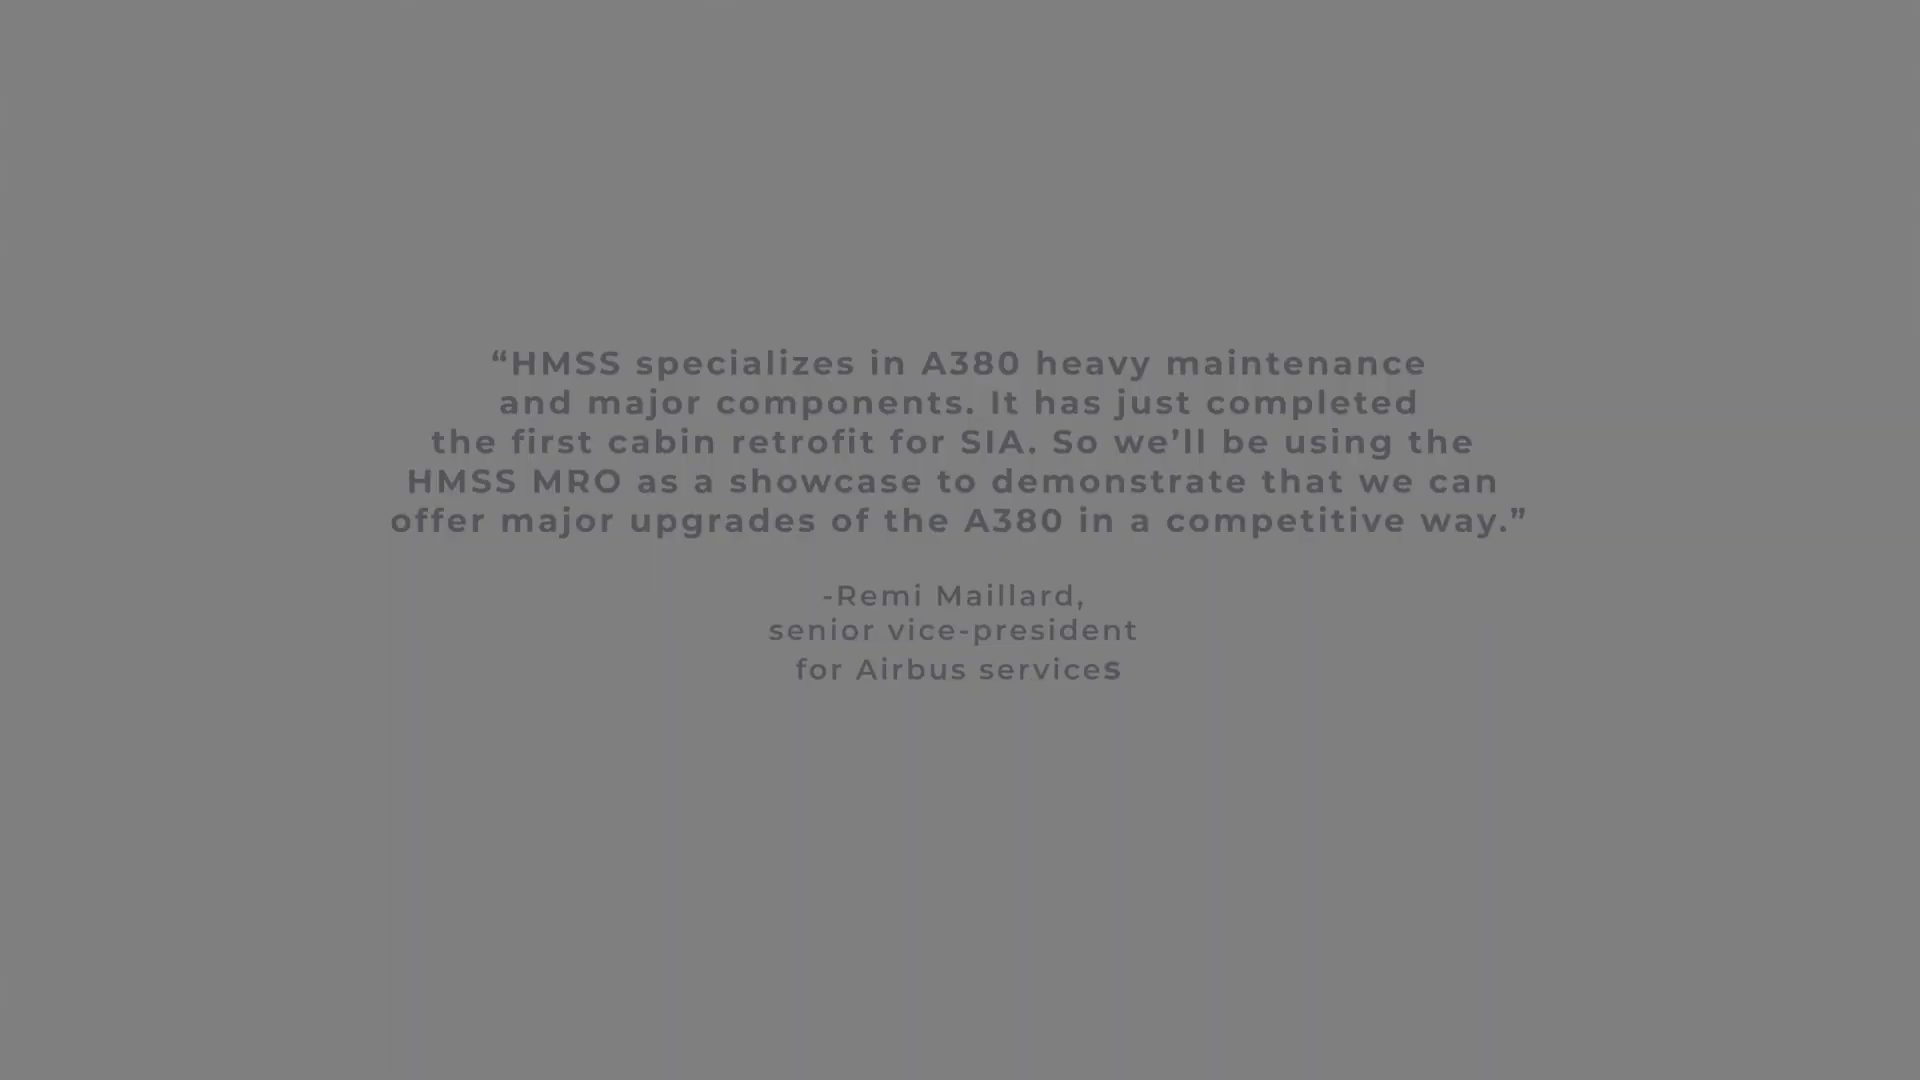 “HMSS specializes in A380 heavy maintenance
and major components. It has just completed
the first cabin retrofit for SIA. So we’ll be using the
HMSS MRO as a showcase to demonstrate that we can
offer major upgrades of the A380 in a competitive way.”
-Remi Maillard,
senior vice-president
for Airbus services